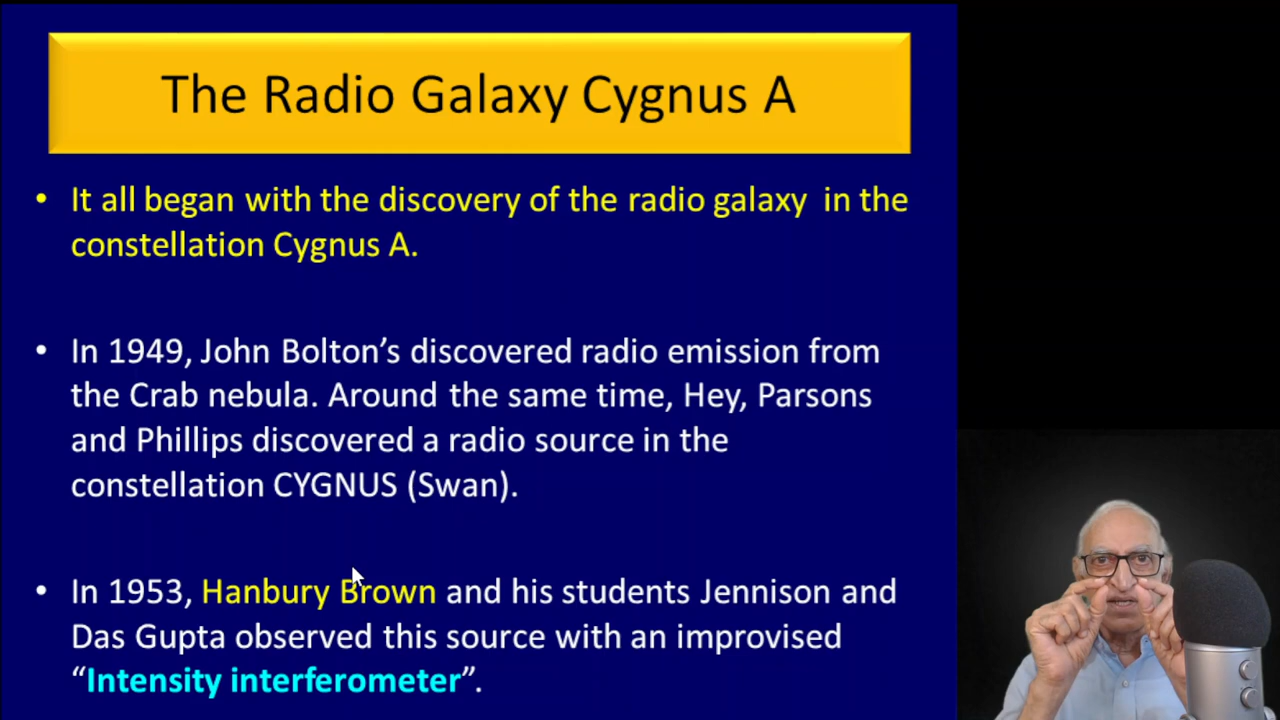 The Radio Galaxy Cygnus A
• It all began with the discovery of the radio galaxy in the
constellation Cygnus A.
• In 1949, John Bolton’s discovered radio emission from
the Crab nebula. Around the same time, Hey, Parsons
and Phillips discovered a radio source in the
constellation CYGNUS (Swan).
• In 1953, Hanbury Brown and his students Jennison and
Das Gupta observed this source with an improvised
“Intensity interferometer”.